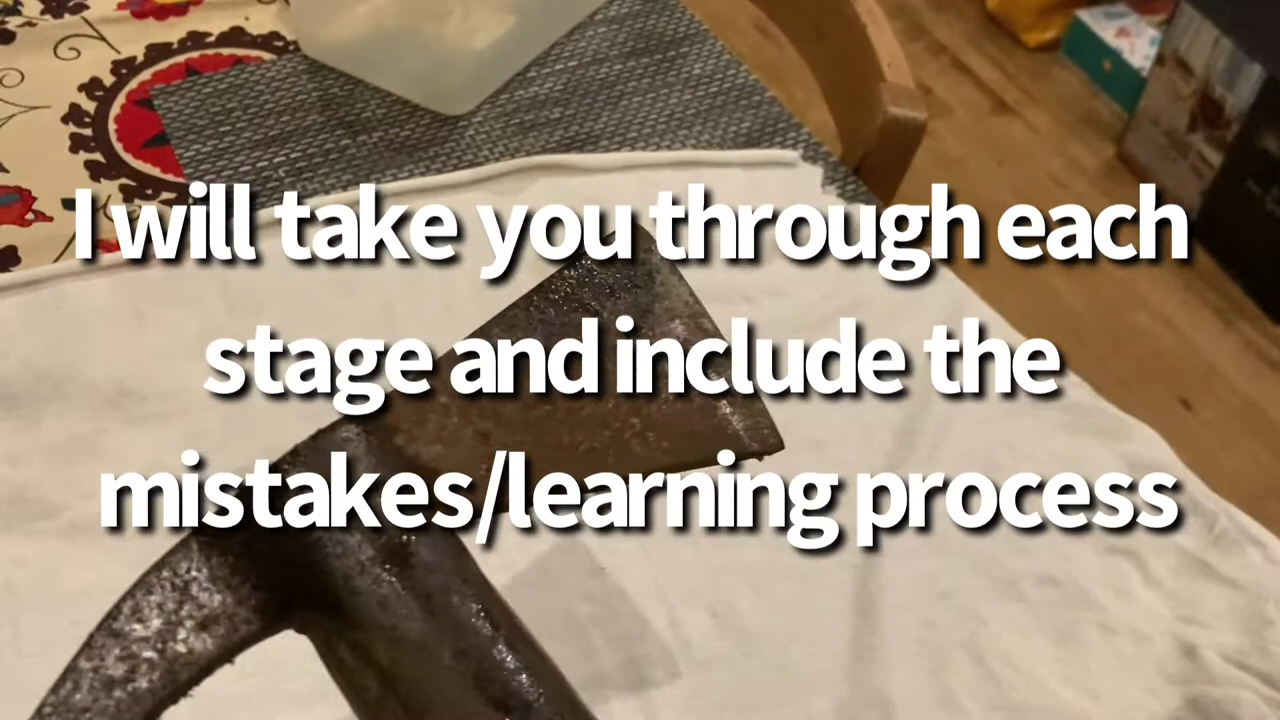 I will take you through each
stage and include the
mistakes/learning process